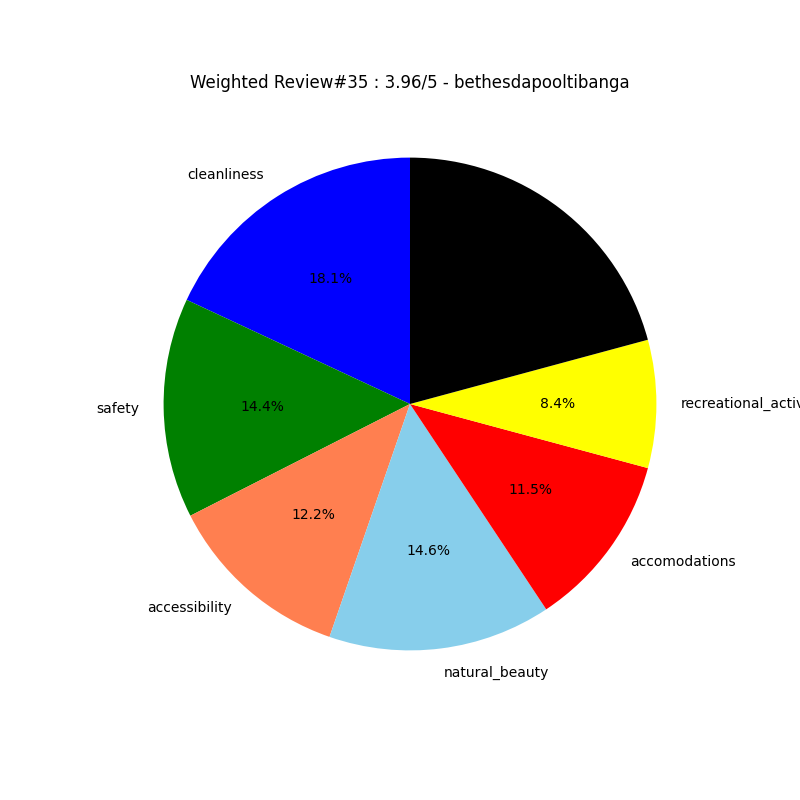 Weighted Review#35 : 3.96/5 - bethesdapooltibanga
cleanliness
18.1%
safety
14.4%
8.4%
recreational_activ
11.5%
12.2%
14.6%
accomodations
accessibility
natural_beauty